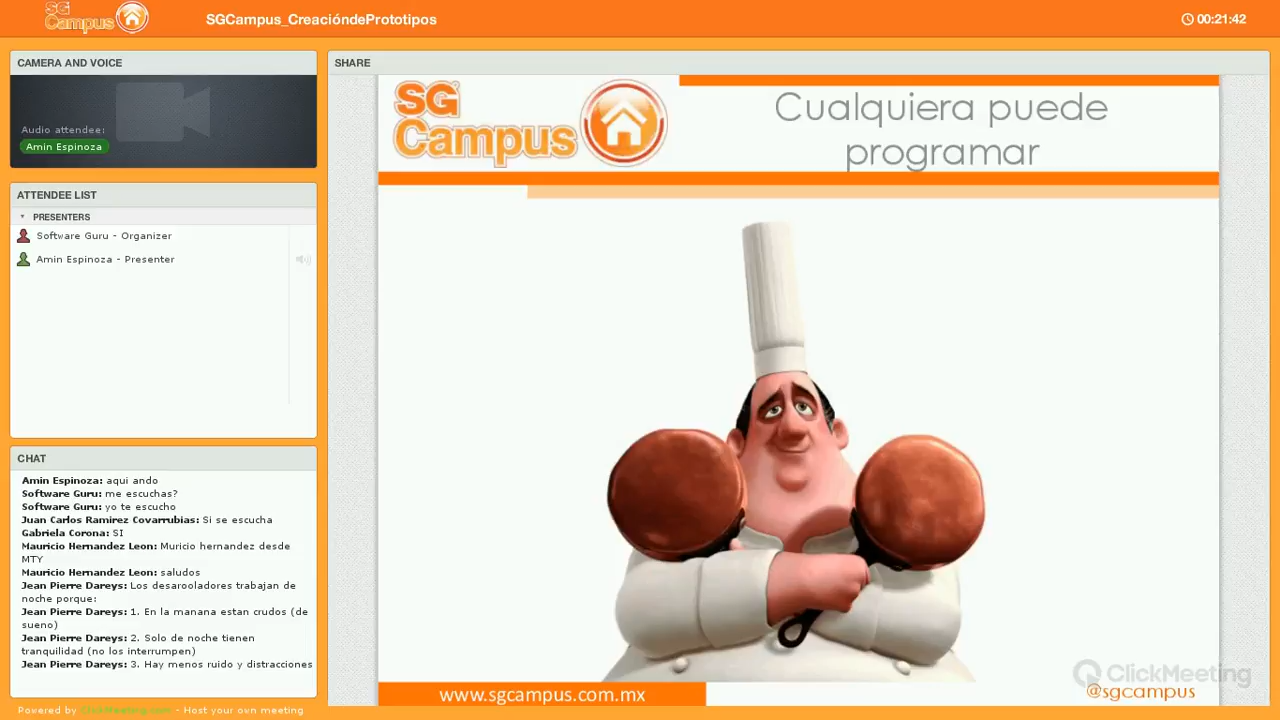 SG
Campus
SGCampus_CreacióndePrototipos
00:21:42
CAMERA AND VOICE
Audio attendee:
Amin Espinoza
ATTENDEE LIST
PRESENTERS
Software Guru - Organizer
Amin Espinoza - Presenter
CHAT
Amin Espinoza: aqui ando
Software Guru: me escuchas?
Software Guru: yo te escucho
Juan Carlos Ramirez Covarrubias: Si se escucha
Gabriela Corona: SI
Mauricio Hernandez Leon: Muricio hernandez desde
MTY
Mauricio Hernandez Leon: saludos
Jean Pierre Dareys: Los desarooladores trabajan de
noche porque:
Jean Pierre Dareys: 1. En la manana estan crudos (de
sueno)
Jean Pierre Dareys: 2. Solo de noche tienen
tranquilidad (no los interrumpen)
Jean Pierre Dareys: 3. Hay menos ruido y distracciones
Powered by ClickMeeting.com - Host your own meeting
SHARE
SG
Campus
Cualquiera puede
programar
www.sgcampus.com.mx
ClickMeeting
@sgcampus